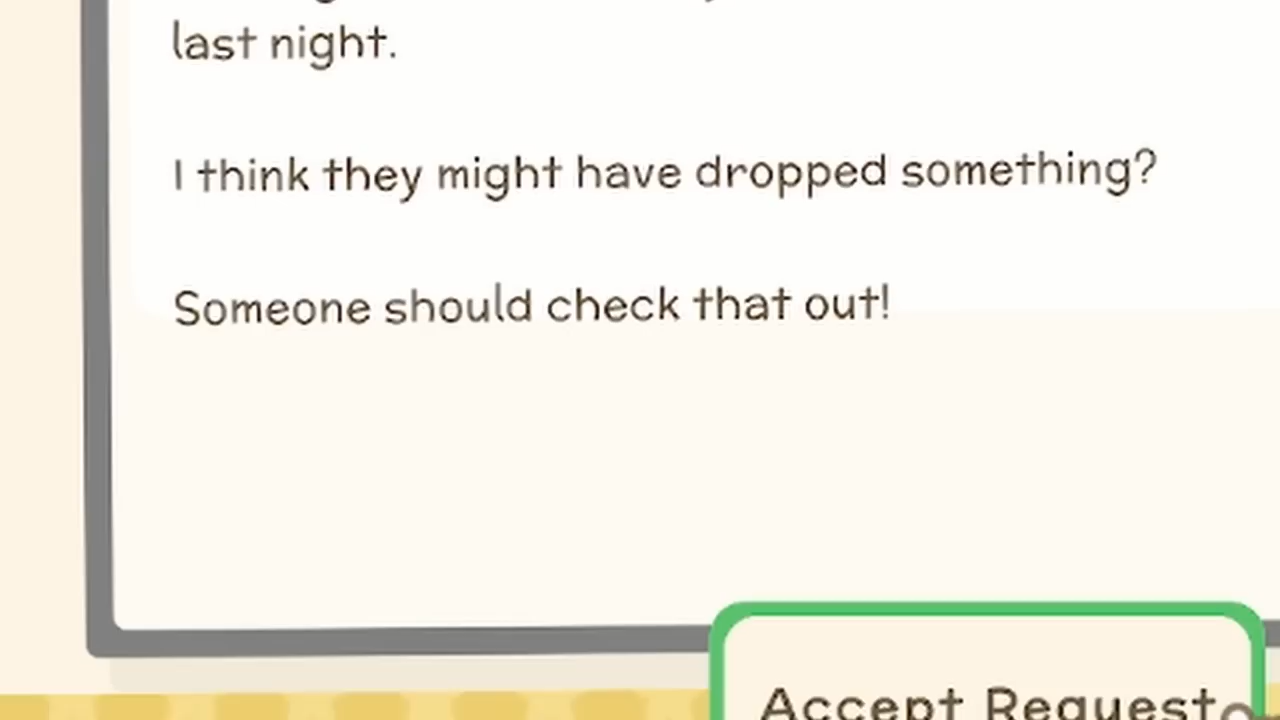 last night.
I think they might have dropped something?
Someone should check that out!
Accept Request